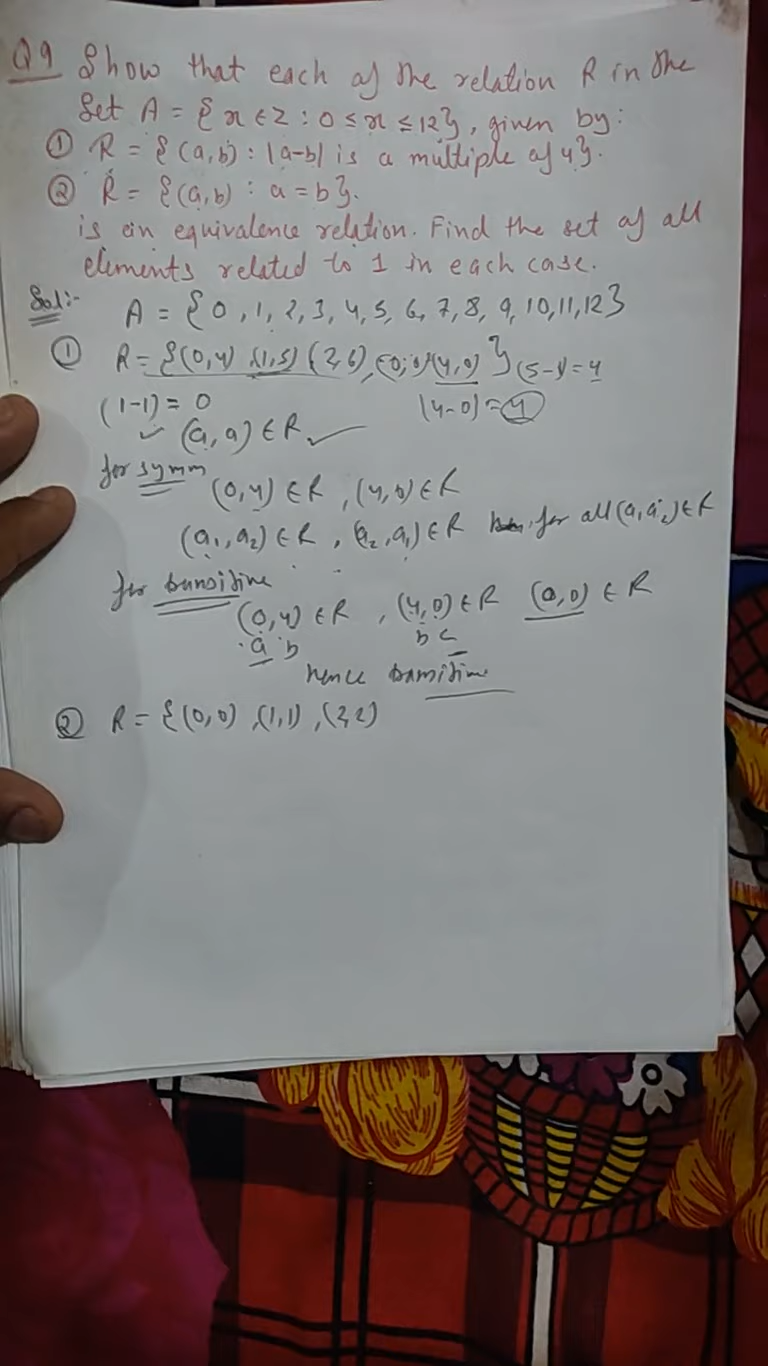 Q9 Show that each of the relation R in the
Set A = {x ∈ Z : 0 ≤ x ≤ 12}, given by:
① R = {(a,b) : |a-b| is a multiple of 4}.
② R = {(a,b) : a = b}.
is an equivalence relation. Find the set of all
elements related to 1 in each case.
Sol:-
A = {0, 1, 2, 3, 4, 5, 6, 7, 8, 9, 10, 11, 12}
① R = {(0,4) (1,5) (2,6), (4,0)} (5-1) = 4
(1-1) = 0 |4-0| = 4
(a,a) ∈ R
for symm
(0,4) ∈ R, (4,0) ∈ R
(a₁,a₂) ∈ R, (a₂,a₁) ∈ R for all (a,a₂) ∈ R
for transitive
(0,4) ∈ R, (4,0) ∈ R (0,0) ∈ R
a b b c
hence transitive
② R = {(0,0), (1,1), (2,2)